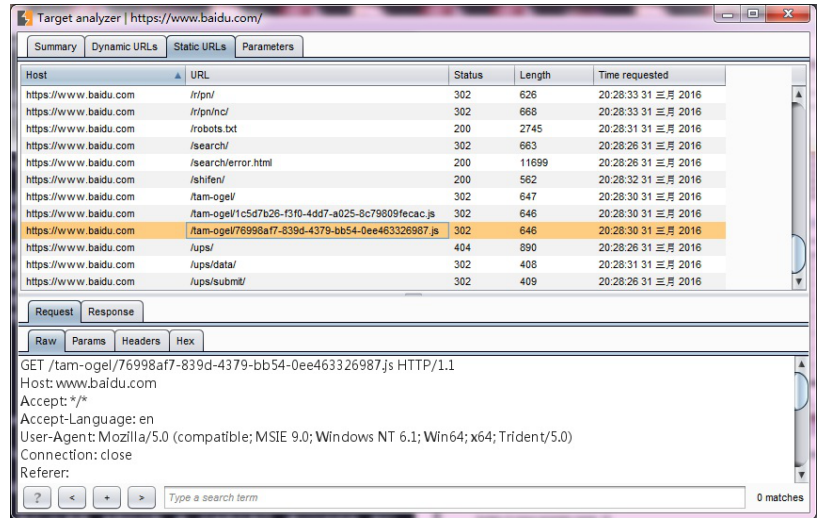 Target analyzer | https://www.baidu.com/
Summary Dynamic URLs Static URLs Parameters
Host URL Status Length Time requested
https://www.baidu.com /r/pn/ 302 626 20:28:33 31 三月 2016
https://www.baidu.com /r/pn/nc/ 302 668 20:28:33 31 三月 2016
https://www.baidu.com /robots.txt 200 2745 20:28:31 31 三月 2016
https://www.baidu.com /search/ 302 663 20:28:26 31 三月 2016
https://www.baidu.com /search/error.html 200 11699 20:28:26 31 三月 2016
https://www.baidu.com /shifen/ 200 562 20:28:32 31 三月 2016
https://www.baidu.com /tam-ogel/ 302 647 20:28:30 31 三月 2016
https://www.baidu.com /tam-ogel/1c5d7b26-f3f0-4dd7-a025-8c79809fecac.js 302 646 20:28:30 31 三月 2016
https://www.baidu.com /tam-ogel/76998af7-839d-4379-bb54-0ee463326987.js 302 646 20:28:30 31 三月 2016
https://www.baidu.com /ups/ 404 890 20:28:26 31 三月 2016
https://www.baidu.com /ups/data/ 302 408 20:28:31 31 三月 2016
https://www.baidu.com /ups/submit/ 302 409 20:28:26 31 三月 2016
Request Response
Raw Params Headers Hex
GET /tam-ogel/76998af7-839d-4379-bb54-0ee463326987.js HTTP/1.1
Host: www.baidu.com
Accept: */*
Accept-Language: en
User-Agent: Mozilla/5.0 (compatible; MSIE 9.0; Windows NT 6.1; Win64; x64; Trident/5.0)
Connection: close
Referer:
? < + > Type a search term 0 matches